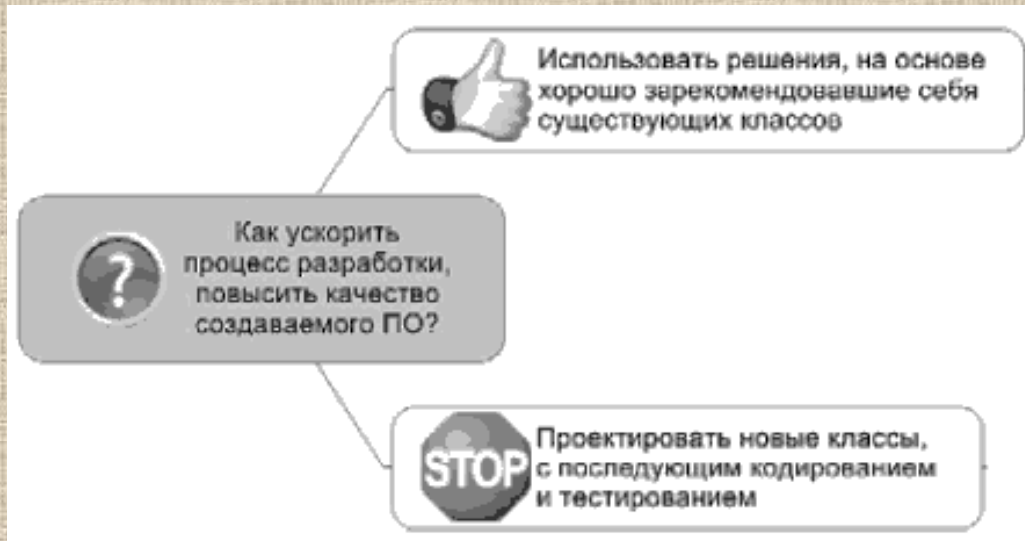 Использовать решения, на основе
хорошо зарекомендовавшие себя
существующих классов
?
Как ускорить
процесс разработки,
повысить качество
создаваемого ПО?
STOP
Проектировать новые классы,
с последующим кодированием
и тестированием